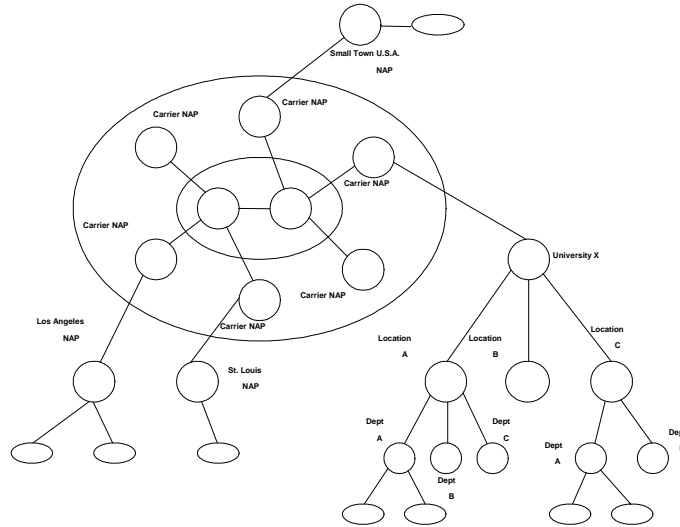 Small Town U.S.A.
NAP
Carrier NAP
Carrier NAP
Carrier NAP
Carrier NAP
University X
Carrier NAP
Carrier NAP
Los Angeles
NAP
St. Louis
NAP
Location
A
Location
B
Location
C
Dept
A
Dept
C
Dept
B
Dept
A